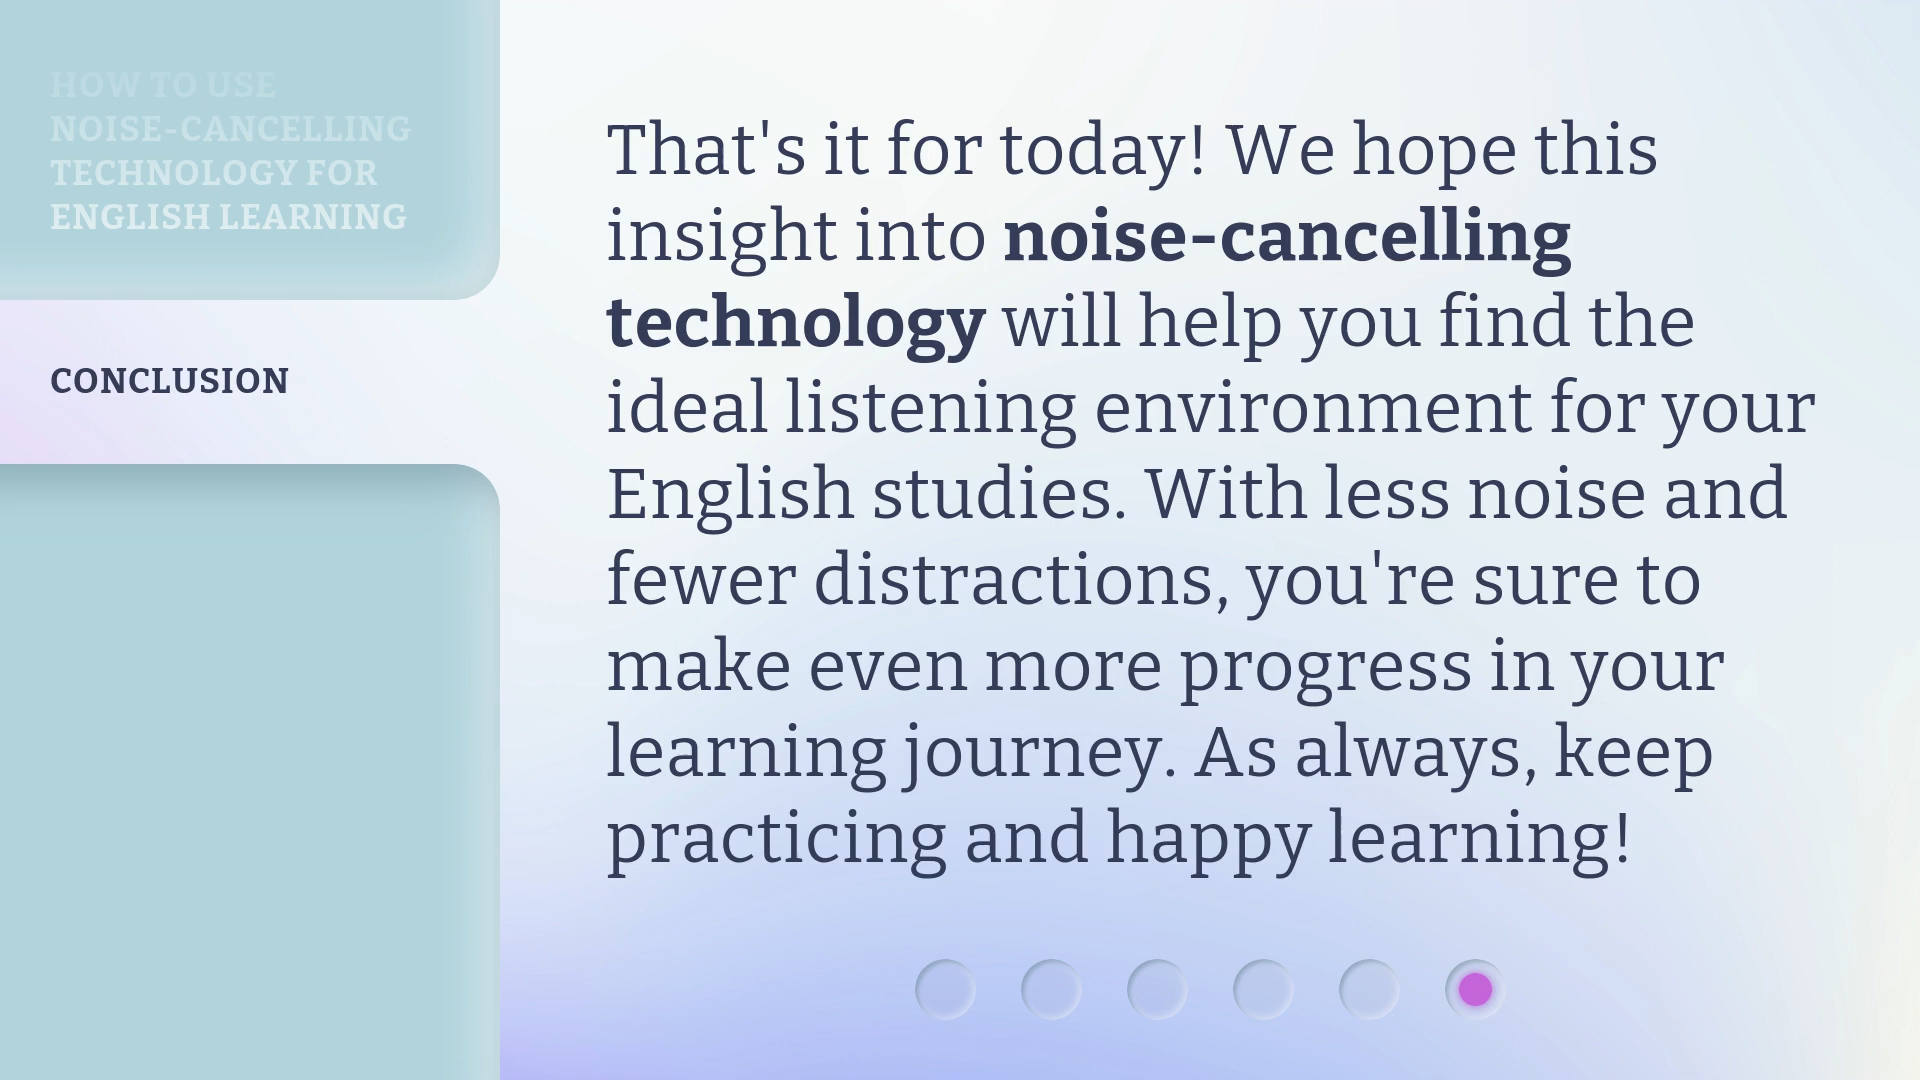 HOW TO USE
NOISE-CANCELLING
TECHNOLOGY FOR
ENGLISH LEARNING
CONCLUSION
That's it for today! We hope this
insight into noise-cancelling
technology will help you find the
ideal listening environment for your
English studies. With less noise and
fewer distractions, you're sure to
make even more progress in your
learning journey. As always, keep
practicing and happy learning!